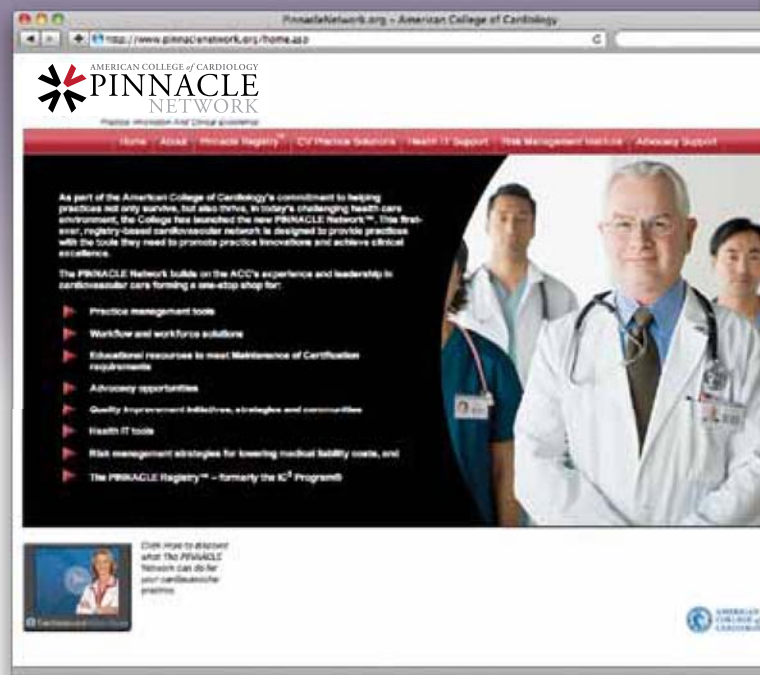 PinnacleNetwork.org – American College of Cardiology
http://www.pinnaclenetwork.org/home.asp
AMERICAN COLLEGE of CARDIOLOGY
PINNACLE
NETWORK
Practice Innovation And Clinical Excellence
Home About Pinnacle Registry™ CV Practice Solutions Health IT Support Risk Management Institute Advocacy Support
As part of the American College of Cardiology's commitment to helping
practices not only survive, but also thrive, in today's challenging health care
environment, the College has launched the new PINNACLE Network™. This first-
ever, registry-based cardiovascular network is designed to provide practices
with the tools they need to promote practice innovations and achieve clinical
excellence.
The PINNACLE Network builds on the ACC's experience and leadership in
cardiovascular care forming a one-stop shop for:
Practice management tools
Workflow and workforce solutions
Educational resources to meet Maintenance of Certification
requirements
Advocacy opportunities
Quality improvement initiatives, strategies and communities
Health IT tools
Risk management strategies for lowering medical liability costs, and
The PINNACLE Registry™ – formerly the IC³ Program®
Click Here to discover
what The PINNACLE
Network can do for
your cardiovascular
practice.
AMERICAN
COLLEGE of
CARDIOLOGY